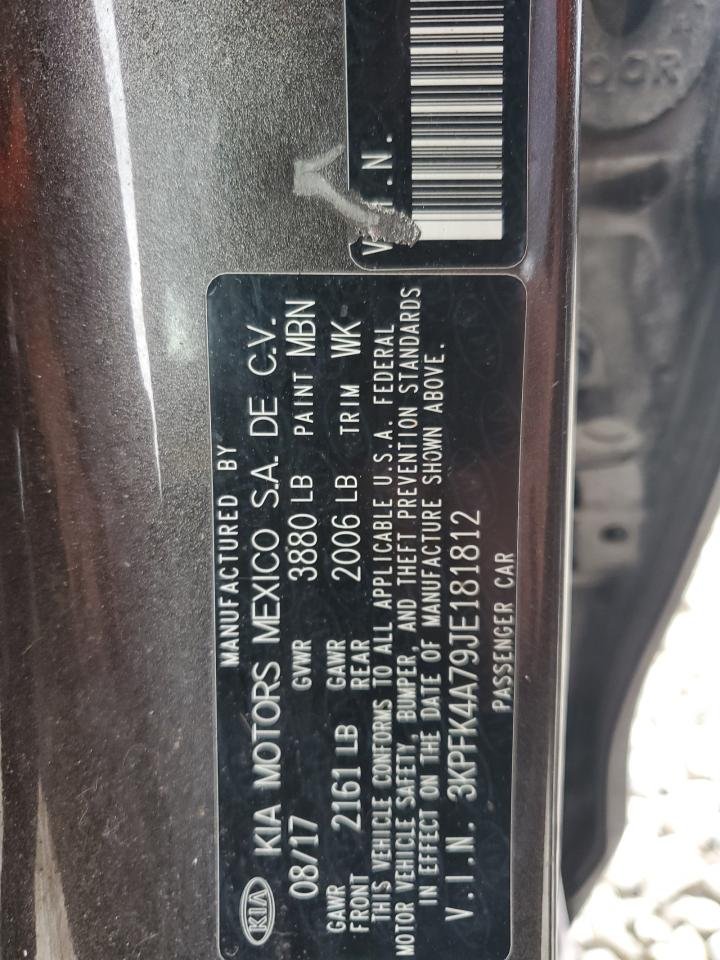 QCR
V.I.N.
MANUFACTURED BY
KIA KIA MOTORS MEXICO S.A. DE C.V.
08/17 GVWR 3880 LB PAINT MBN
GAWR FRONT 2161 LB GAWR REAR 2006 LB TRIM WK
THIS VEHICLE CONFORMS TO ALL APPLICABLE U.S.A. FEDERAL
MOTOR VEHICLE SAFETY, BUMPER, AND THEFT PREVENTION STANDARDS
IN EFFECT ON THE DATE OF MANUFACTURE SHOWN ABOVE.
V.I.N. 3KPFK4A79JE181812
PASSENGER CAR